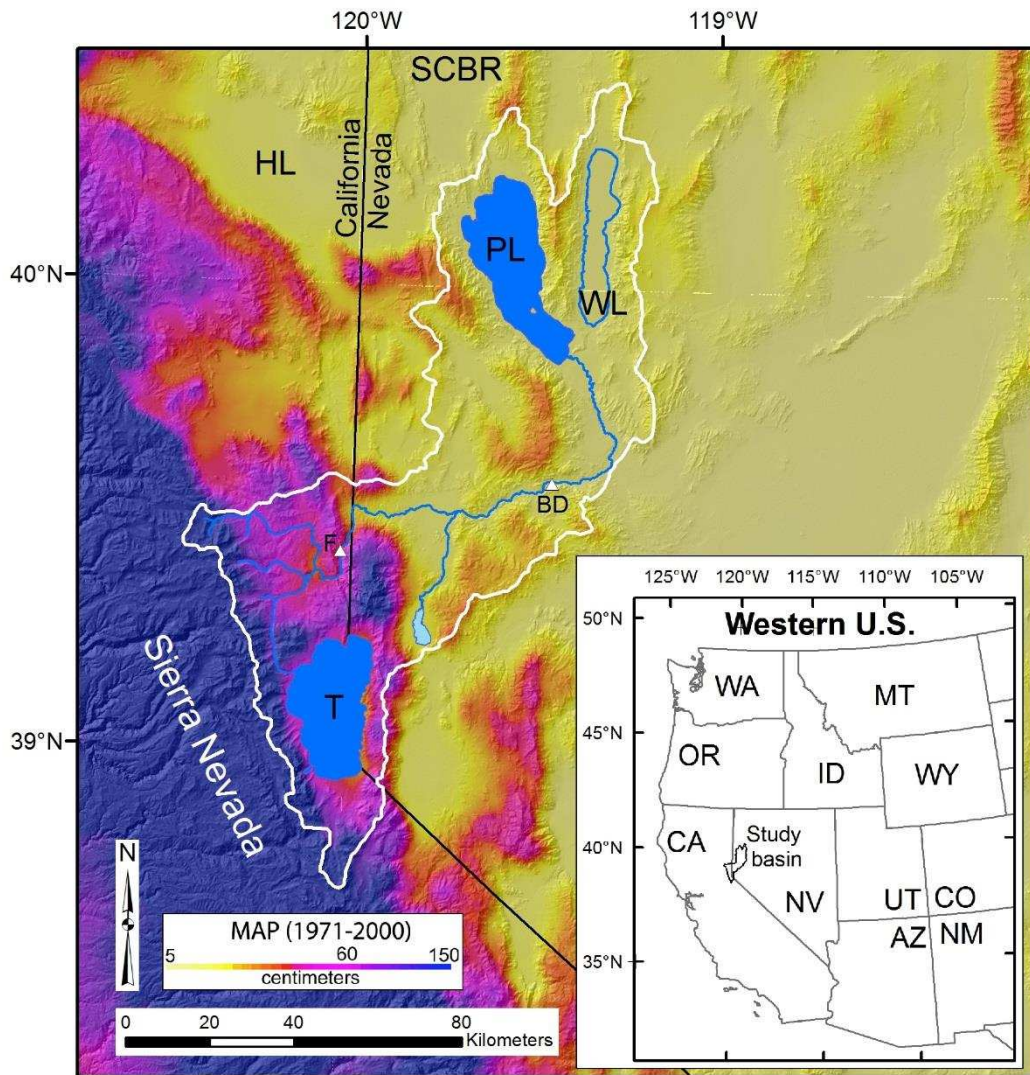 120°W
119°W
SCBR
HL
California
Nevada
PL
40°N
WL
BD
F
T
39°N
Sierra Nevada
N
MAP (1971-2000)
5
60
150
centimeters
0
20
40
80
Kilometers
125°W
120°W
115°W
110°W
105°W
50°N
Western U.S.
WA
MT
45°N
OR
ID
WY
40°N
CA
Study
basin
NV
UT
CO
AZ
NM
35°N